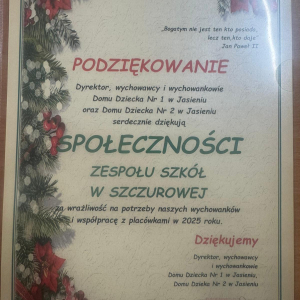 „Bogatym nie jest ten kto posiada,
lecz ten, kto daje"
Jan Paweł II
PODZIĘKOWANIE
Dyrektor, wychowawcy i wychowankowie
Domu Dziecka Nr 1 w Jasieniu
oraz Domu Dziecka Nr 2 w Jasieniu
serdecznie dziękują
SPOŁECZNOŚCI
ZESPOŁU SZKÓŁ
W SZCZUROWEJ
za wrażliwość na potrzeby naszych wychowanków
i współpracę z placówkami w 2025 roku.
Dziękujemy
Dyrektor, wychowawcy
i wychowankowie
Domu Dziecka Nr 1 w Jasieniu,
Domu Dziecka Nr 2 w Jasieniu